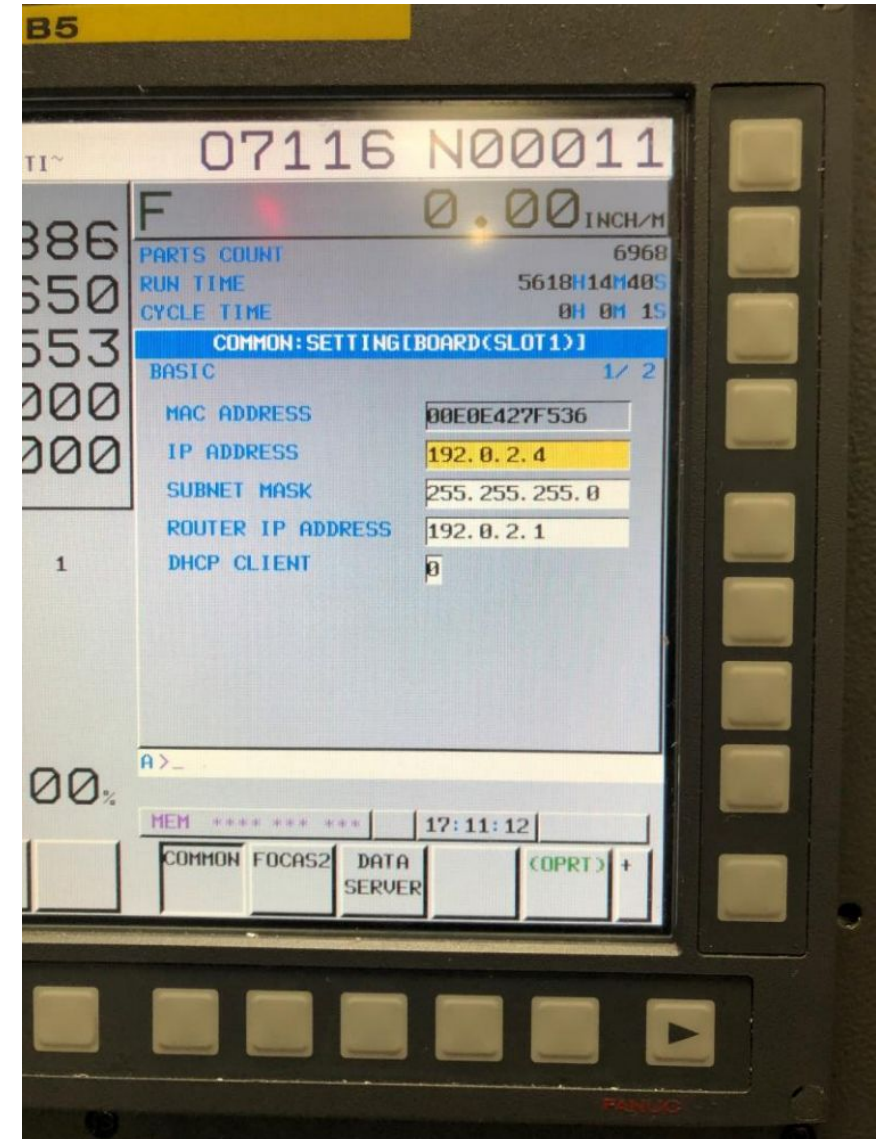 B5
TI~
O7116 N00011
F 0.00 INCH/M
886
650
553
000
000
PARTS COUNT 6968
RUN TIME 5618H14M40S
CYCLE TIME 0H 0M 1S
COMMON:SETTING[BOARD(SLOT1)]
BASIC 1/ 2
MAC ADDRESS 00E0E427F536
IP ADDRESS 192.0.2.4
SUBNET MASK 255.255.255.0
ROUTER IP ADDRESS 192.0.2.1
DHCP CLIENT 0
1
A>_
00%
MEM **** *** *** 17:11:12
COMMON FOCAS2 DATA SERVER (OPRT) +
FANUC